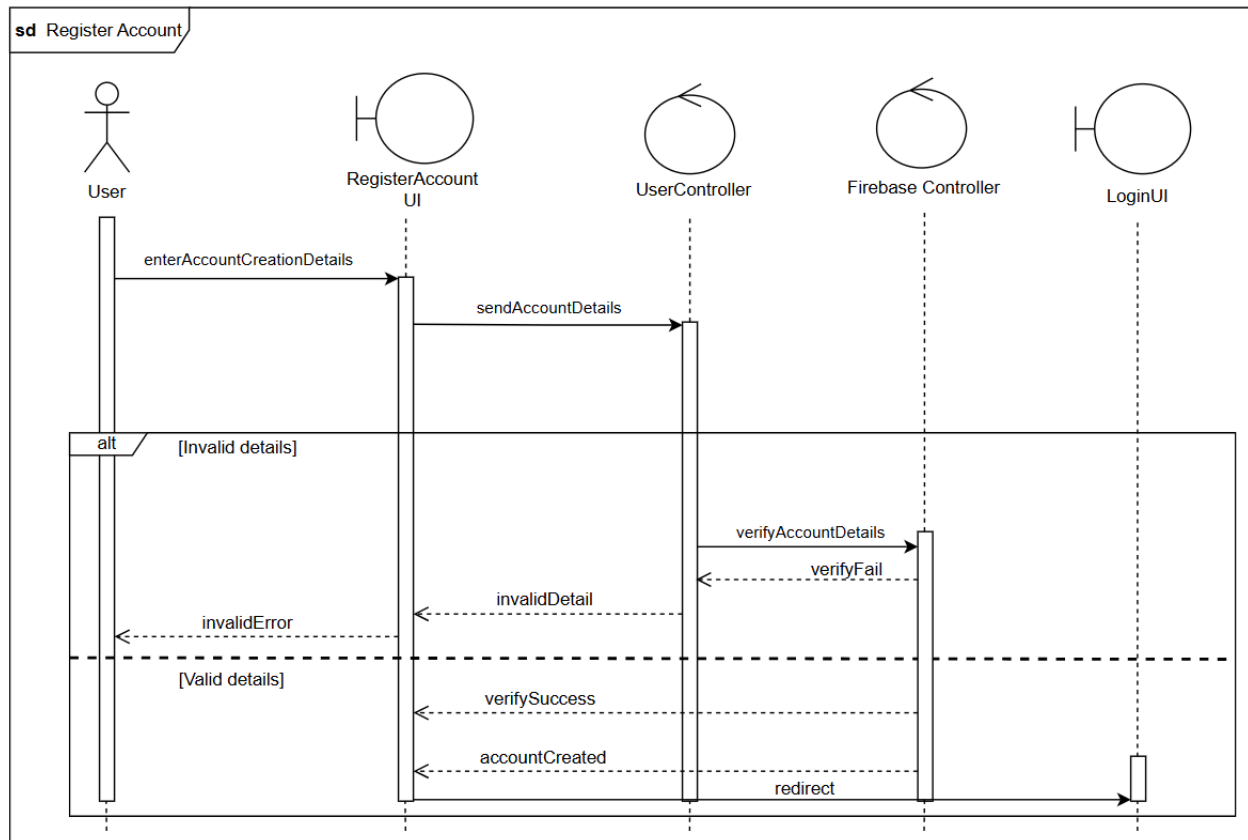 sd Register Account
User
RegisterAccount
UI
UserController
Firebase Controller
LoginUI
enterAccountCreationDetails
sendAccountDetails
alt
[Invalid details]
verifyAccountDetails
verifyFail
invalidDetail
invalidError
[Valid details]
verifySuccess
accountCreated
redirect